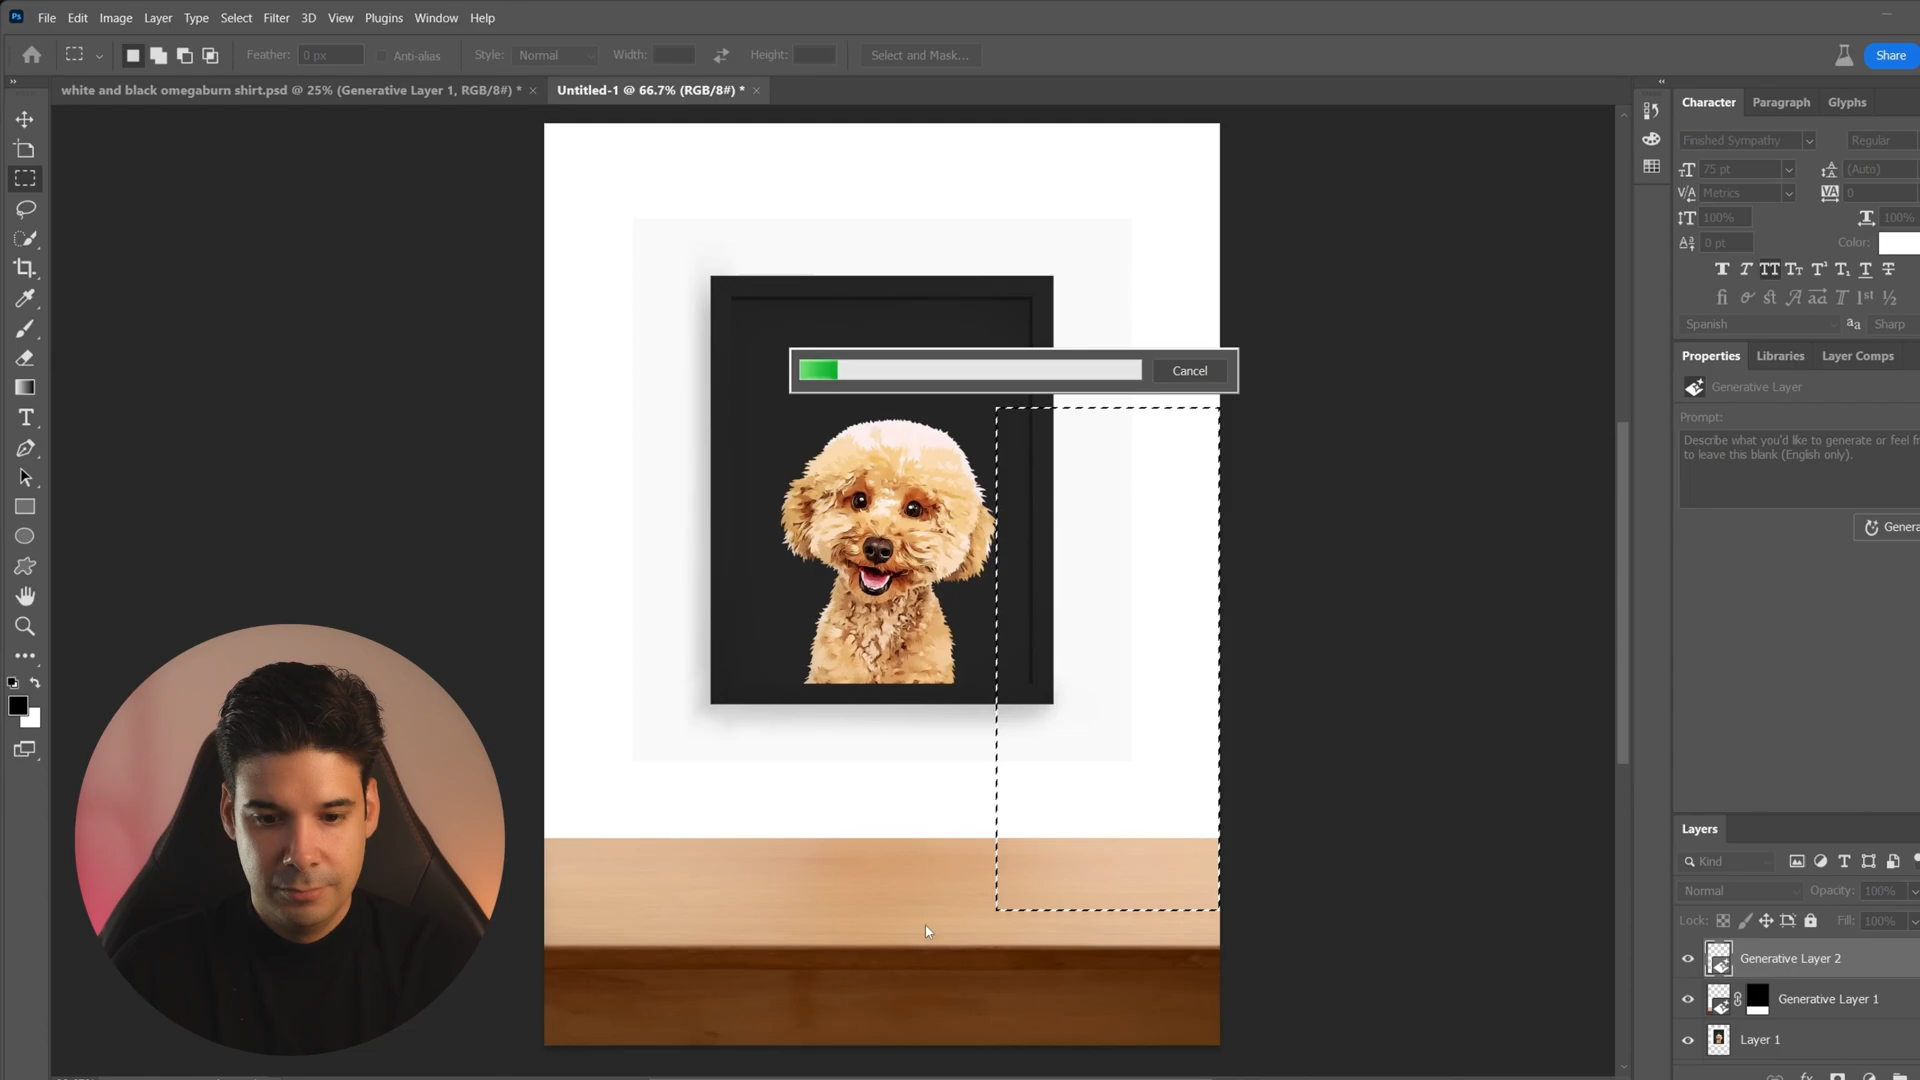 Ps File Edit Image Layer Type Select Filter 3D View Plugins Window Help
Feather: 0 px Anti-alias Style: Normal Width: Height: Select and Mask... Share
white and black omegaburn shirt.psd @ 25% (Generative Layer 1, RGB/8#) * Untitled-1 @ 66.7% (RGB/8#) *
Character Paragraph Glyphs
Finished Sympathy Regular
75 pt (Auto)
Metrics 0
100% 100%
0 pt Color:
Spanish aa Sharp
Properties Libraries Layer Comps
Generative Layer
Prompt:
Describe what you'd like to generate or feel fr
to leave this blank (English only).
Genera
Cancel
Layers
Kind
Normal Opacity: 100%
Lock: Fill: 100%
Generative Layer 2
Generative Layer 1
Layer 1